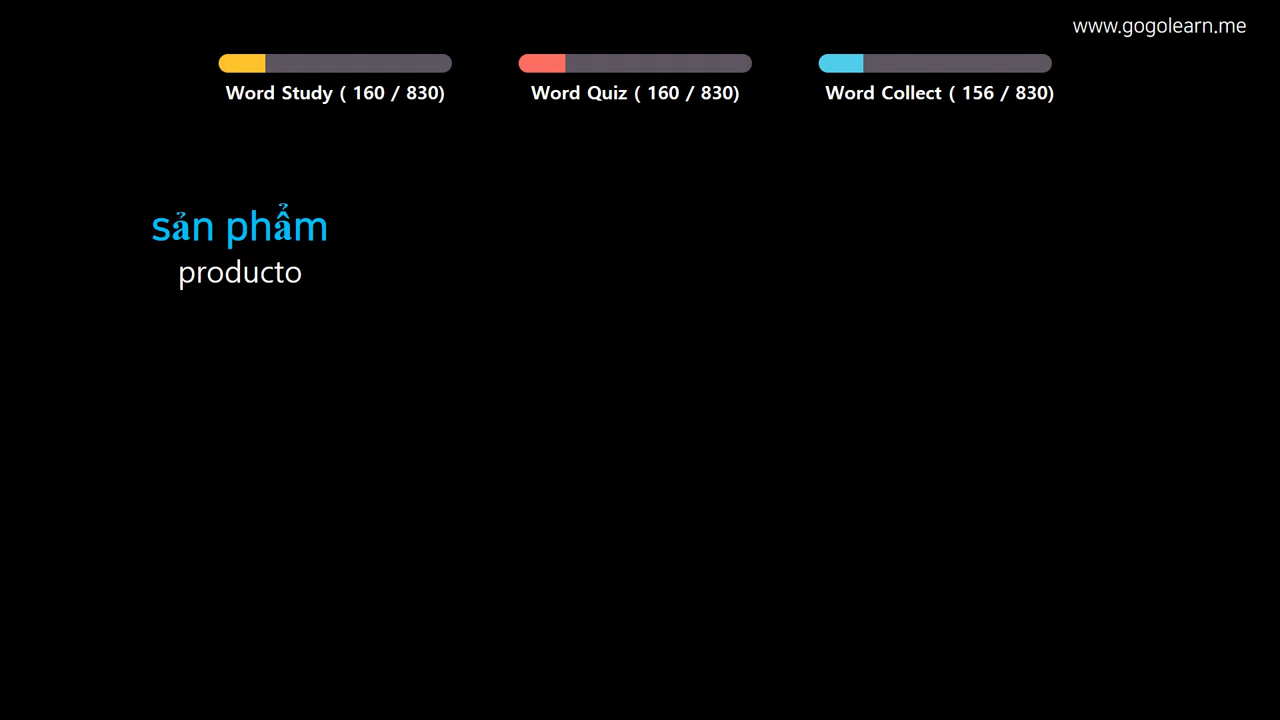 www.gogolearn.me
Word Study ( 160 / 830)
Word Quiz ( 160 / 830)
Word Collect ( 156 / 830)
sản phẩm
producto